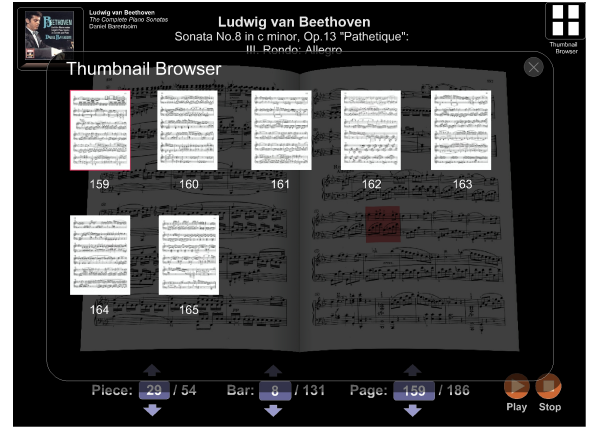 BEETHOVEN
Ludwig van Beethoven
The Complete Piano Sonatas
Daniel Barenboim
Ludwig van Beethoven
Sonata No.8 in c minor, Op.13 "Pathetique":
III. Rondo: Allegro
Thumbnail
Browser
Thumbnail Browser
159
160
161
162
163
164
165
Piece: 29 / 54
Bar: 8 / 131
Page: 159 / 186
Play
Stop